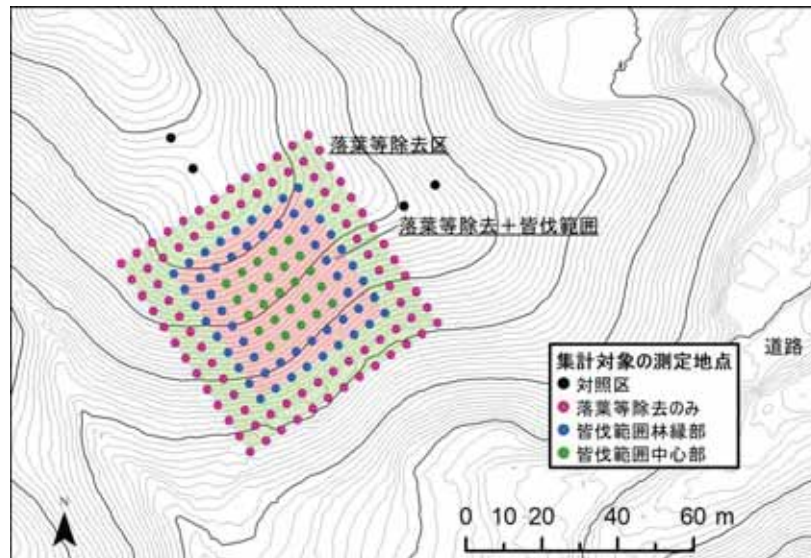 落葉等除去区
落葉等除去+皆伐範囲
道路
集計対象の測定地点
対照区
落葉等除去のみ
皆伐範囲林縁部
皆伐範囲中心部
0 10 20 40 60 m